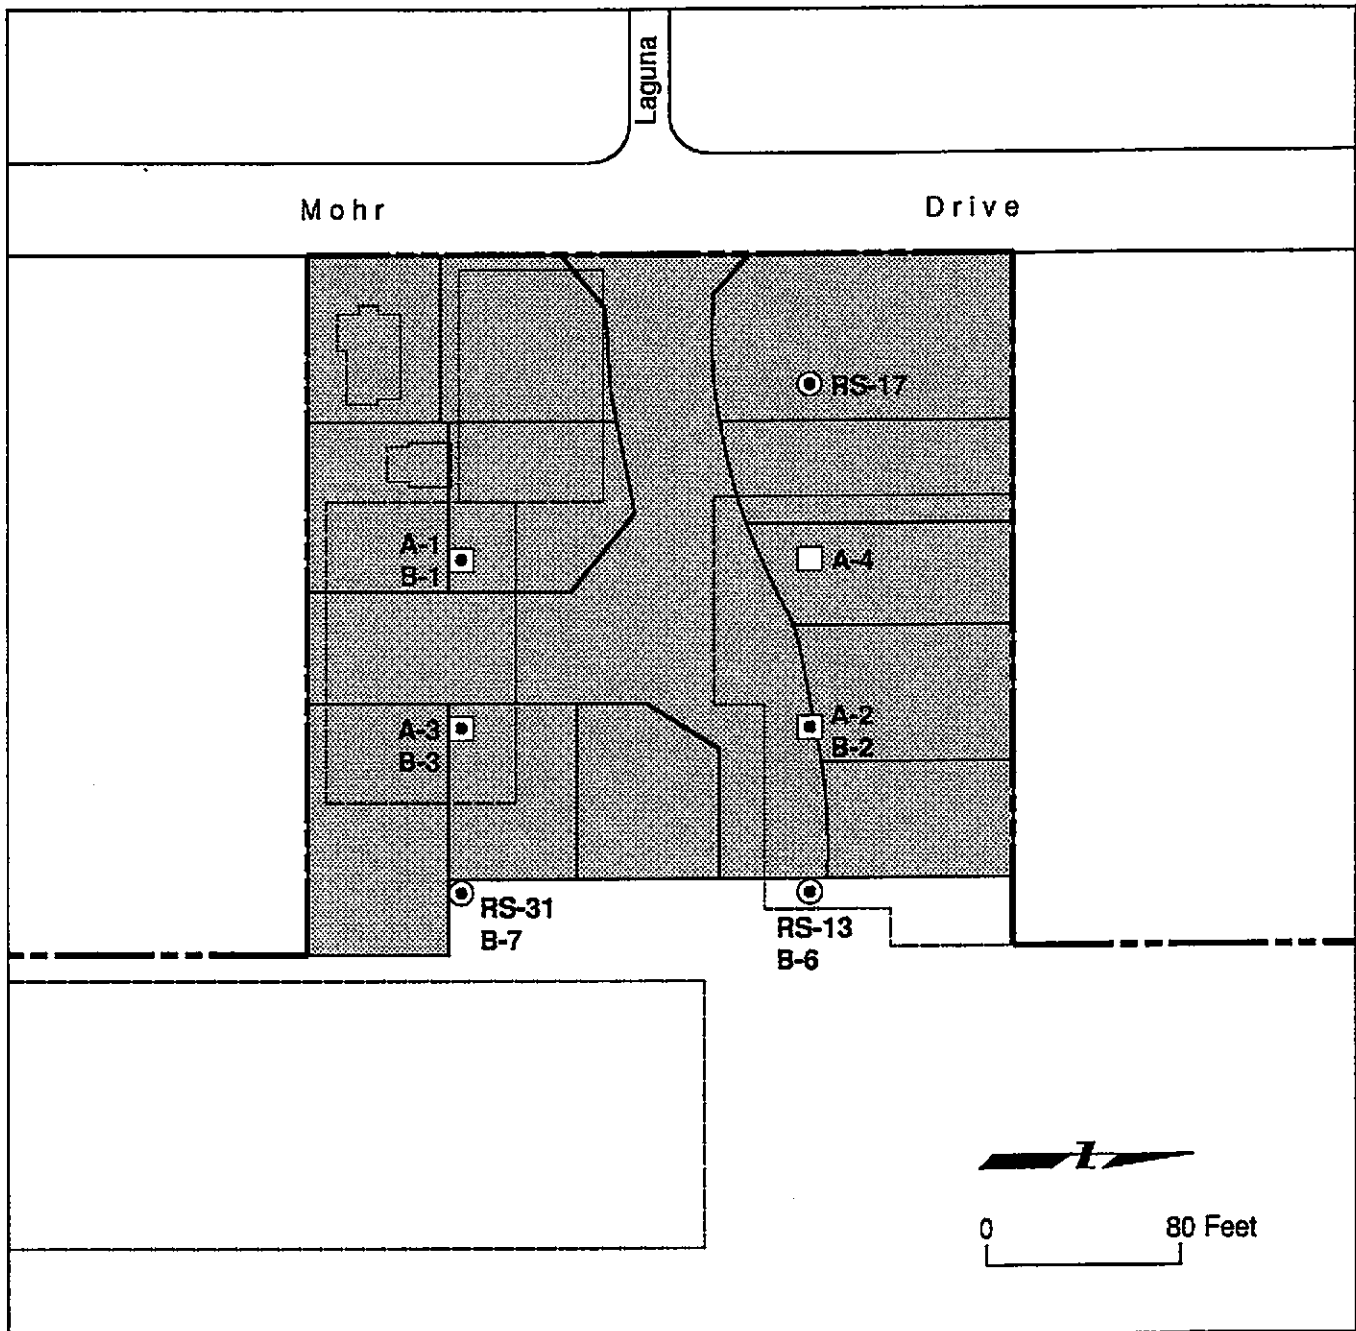 Laguna
Mohr Drive
RS-17
A-1
B-1
A-4
A-3
B-3
A-2
B-2
RS-31
B-7
RS-13
B-6
Z
0 80 Feet